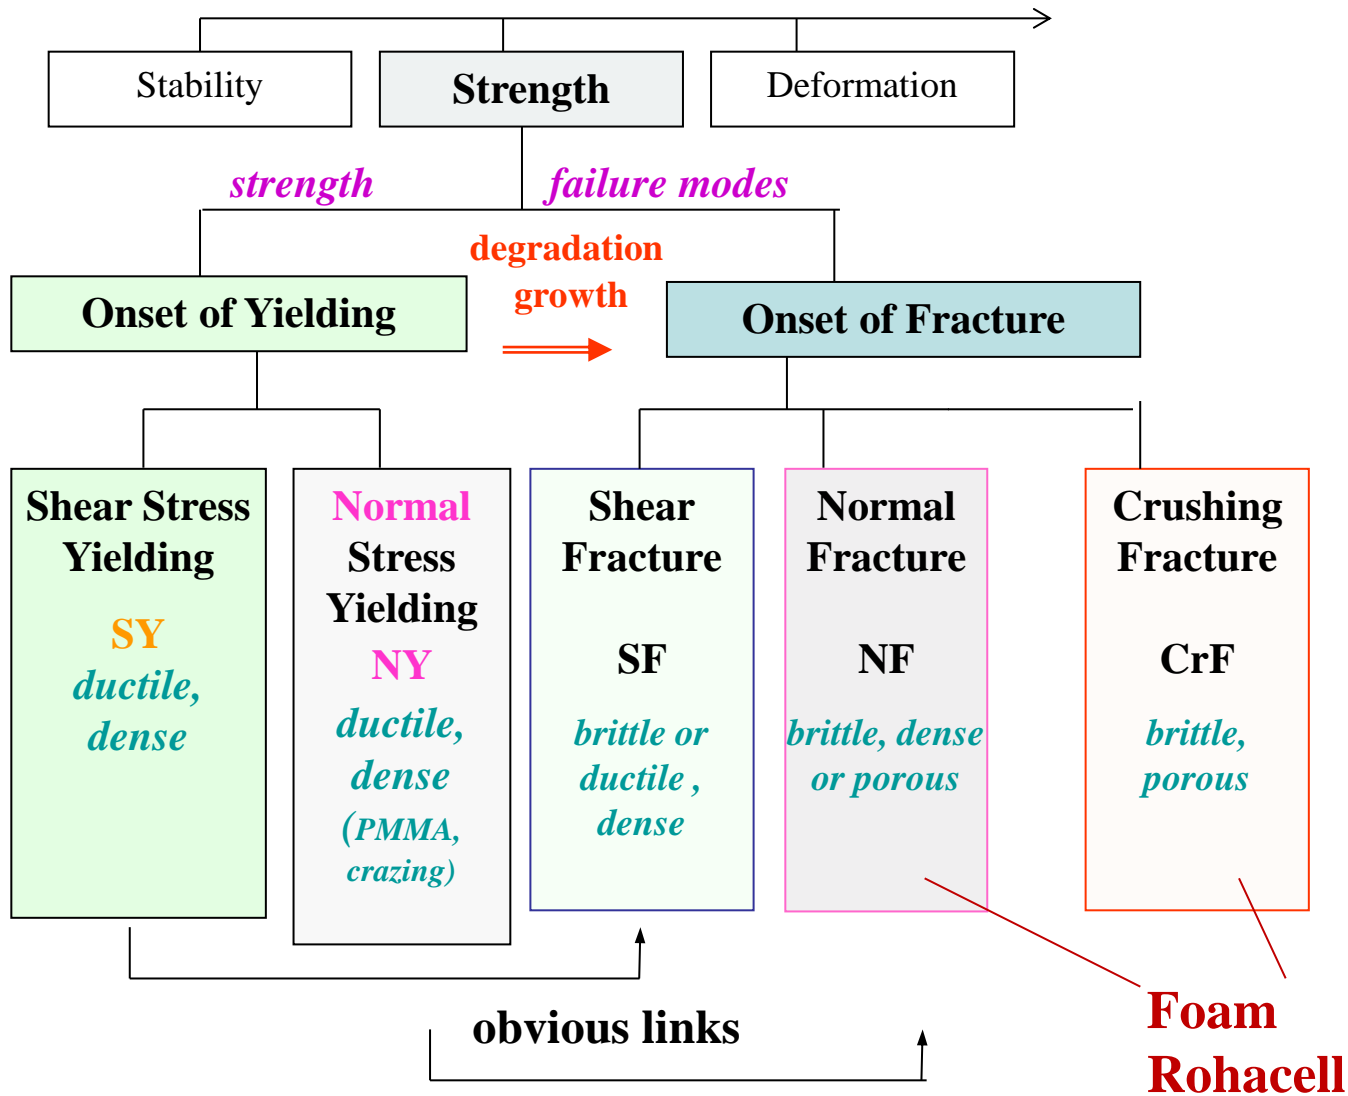 Stability
Strength
Deformation
strength
failure modes
degradation
growth
Onset of Yielding
Onset of Fracture
Shear Stress
Yielding
SY
ductile,
dense
Normal
Stress
Yielding
NY
ductile,
dense
(PMMA,
crazing)
Shear
Fracture
SF
brittle or
ductile ,
dense
Normal
Fracture
NF
brittle, dense
or porous
Crushing
Fracture
CrF
brittle,
porous
obvious links
Foam
Rohacell